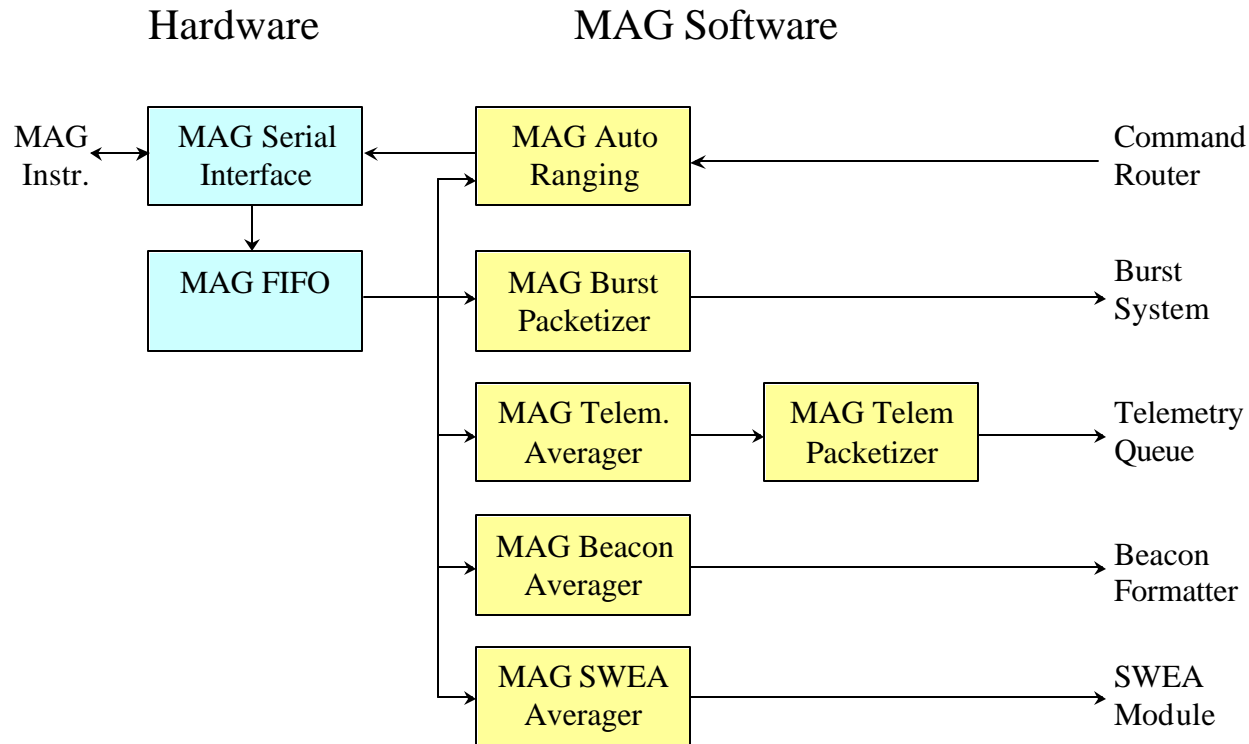 Hardware
MAG Software
MAG
Instr.
MAG Serial
Interface
MAG Auto
Ranging
Command
Router
MAG FIFO
MAG Burst
Packetizer
Burst
System
MAG Telem.
Averager
MAG Telem
Packetizer
Telemetry
Queue
MAG Beacon
Averager
Beacon
Formatter
MAG SWEA
Averager
SWEA
Module